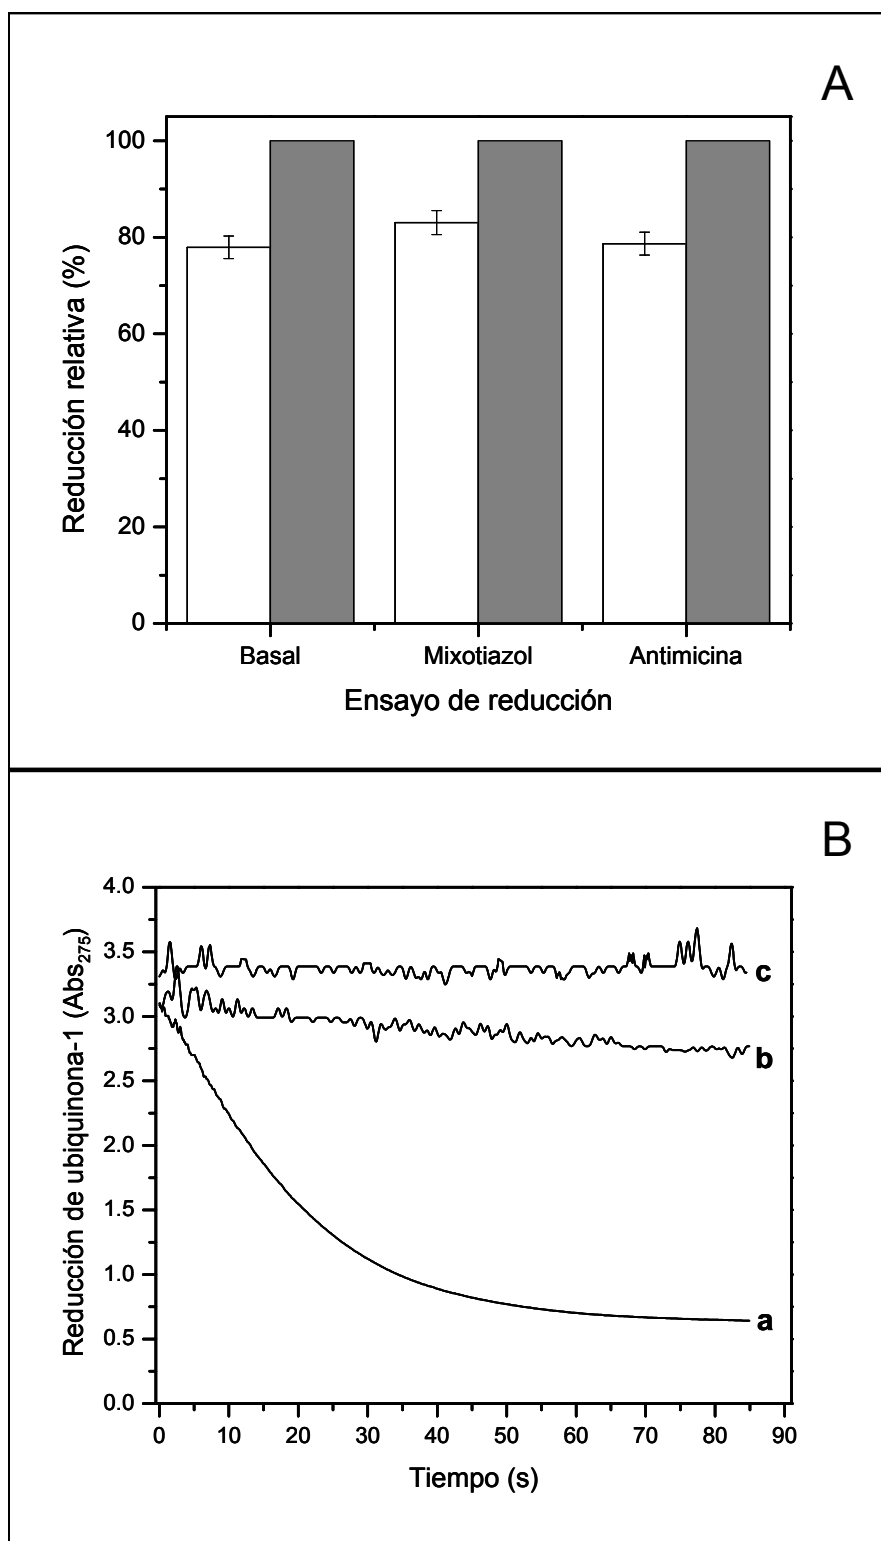 A
Reducción relativa (%)
100
80
60
40
20
0
Basal Mixotiazol Antimicina
Ensayo de reducción
B
Reducción de ubiquinona-1 (Abs₂₇₅)
4.0
3.5
3.0
2.5
2.0
1.5
1.0
0.5
0.0
c
b
a
0 10 20 30 40 50 60 70 80 90
Tiempo (s)